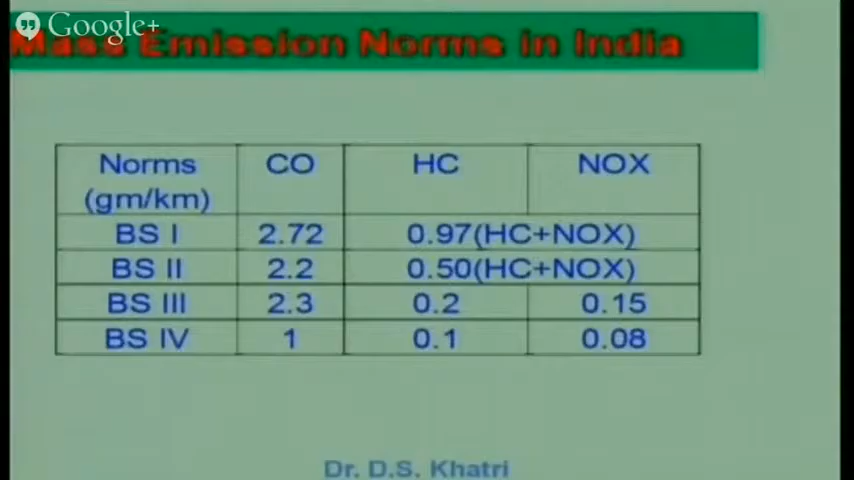 Google+
Mass Emission Norms in India
Norms (gm/km) CO HC NOX
BS I 2.72 0.97(HC+NOX)
BS II 2.2 0.50(HC+NOX)
BS III 2.3 0.2 0.15
BS IV 1 0.1 0.08
Dr. D.S. Khatri